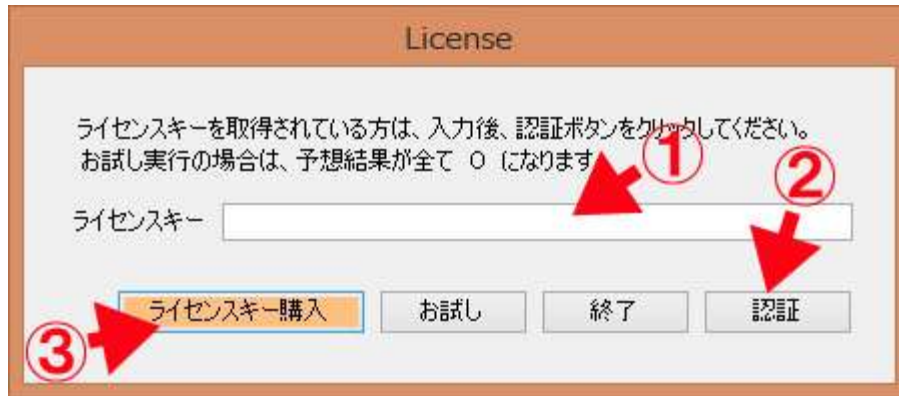 License
ライセンスキーを取得されている方は、入力後、認証ボタンをクリックしてください。
お試し実行の場合は、予想結果が全て 0 になります
①
②
ライセンスキー
ライセンスキー購入 お試し 終了 認証
③